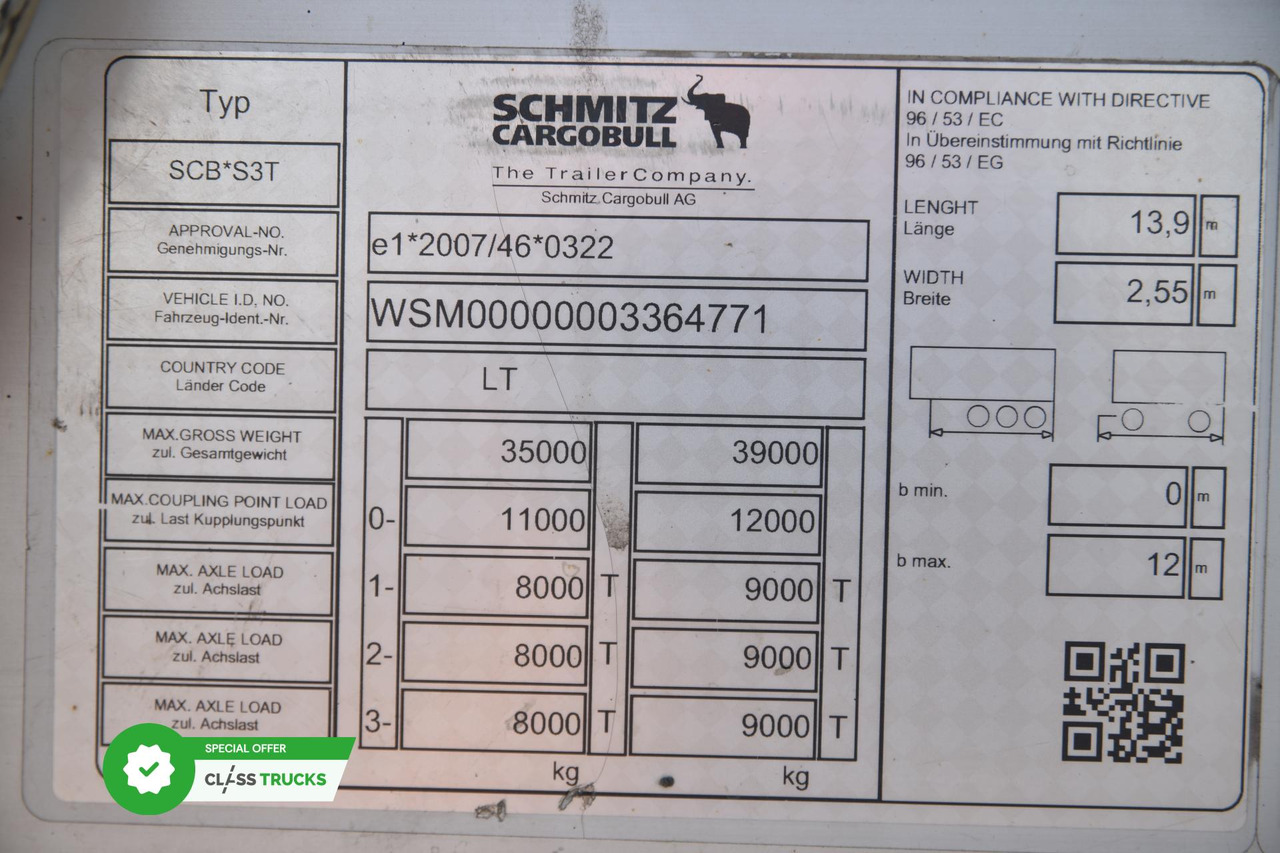 Typ
SCB*S3T
APPROVAL-NO.
Genehmigungs-Nr.
VEHICLE I.D. NO.
Fahrzeug-Ident.-Nr.
COUNTRY CODE
Länder Code
MAX.GROSS WEIGHT
zul. Gesamtgewicht
MAX.COUPLING POINT LOAD
zul. Last Kupplungspunkt
MAX. AXLE LOAD
zul. Achslast
MAX. AXLE LOAD
zul. Achslast
MAX. AXLE LOAD
zul. Achslast
SCHMITZ
CARGOBULL
The TrailerCompany.
Schmitz Cargobull AG
e1*2007/46*0322
WSM00000003364771
LT
35000 39000
0- 11000 12000
1- 8000 T 9000 T
2- 8000 T 9000 T
3- 8000 T 9000 T
kg kg
IN COMPLIANCE WITH DIRECTIVE
96 / 53 / EC
In Übereinstimmung mit Richtlinie
96 / 53 / EG
LENGHT
Länge
13,9 m
WIDTH
Breite
2,55 m
b min. 0 m
b max. 12 m
SPECIAL OFFER
CLASS TRUCKS